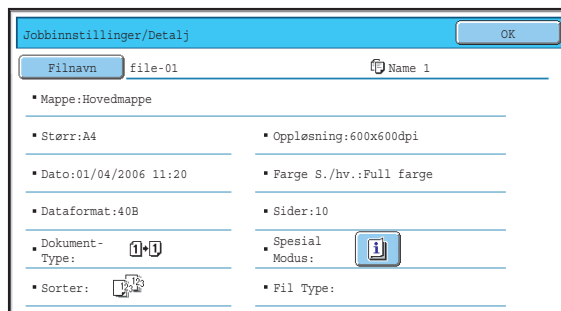 Jobbinnstillinger/Detalj OK
Filnavn file-01 Name 1
Mappe:Hovedmappe
Størr:A4 Oppløsning:600x600dpi
Dato:01/04/2006 11:20 Farge S./hv.:Full farge
Dataformat:40B Sider:10
Dokument-
Type: Spesial
Modus:
Sorter: Fil Type: